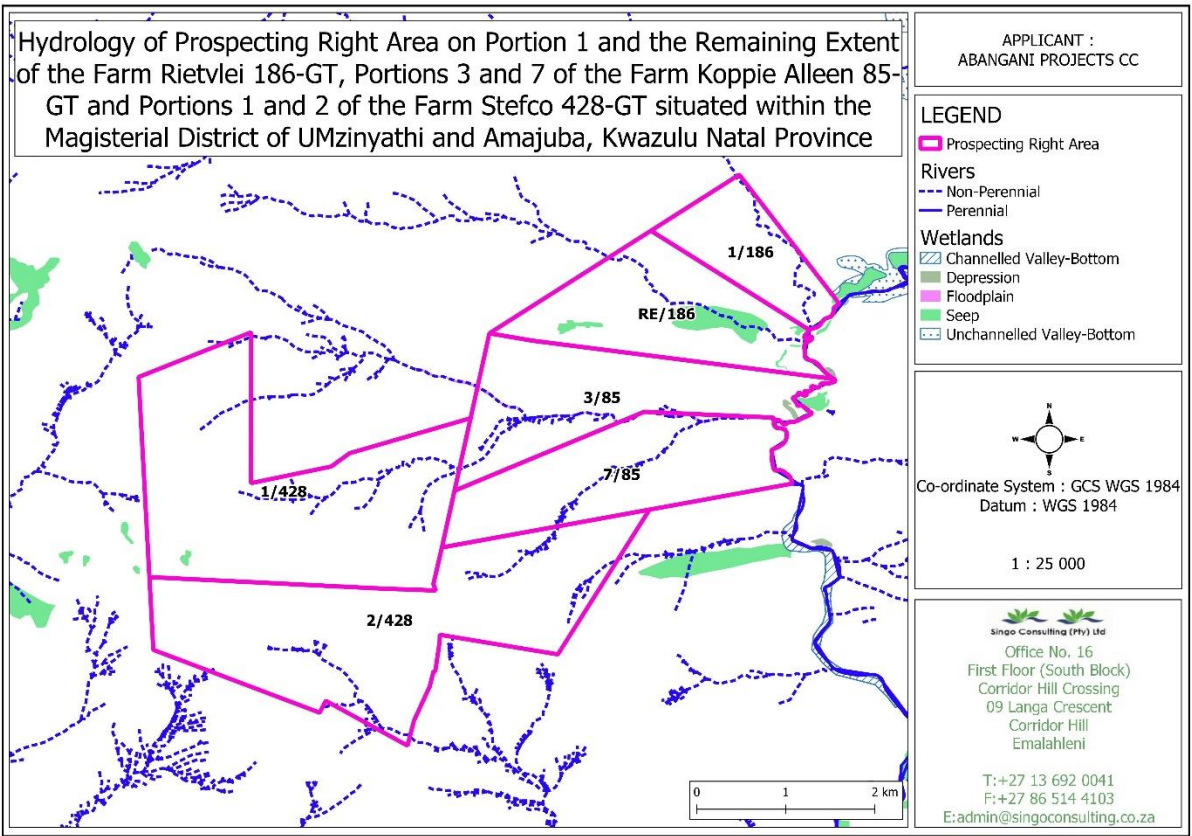 Hydrology of Prospecting Right Area on Portion 1 and the Remaining Extent
of the Farm Rietvlei 186-GT, Portions 3 and 7 of the Farm Koppie Alleen 85-
GT and Portions 1 and 2 of the Farm Stefco 428-GT situated within the
Magisterial District of UMzinyathi and Amajuba, Kwazulu Natal Province
1/186
RE/186
3/85
7/85
1/428
2/428
0 1 2 km
APPLICANT :
ABANGANI PROJECTS CC
LEGEND
Prospecting Right Area
Rivers
Non-Perennial
Perennial
Wetlands
Channelled Valley-Bottom
Depression
Floodplain
Seep
Unchannelled Valley-Bottom
N
W E
S
Co-ordinate System : GCS WGS 1984
Datum : WGS 1984
1 : 25 000
Singo Consulting (Pty) Ltd
Office No. 16
First Floor (South Block)
Corridor Hill Crossing
09 Langa Crescent
Corridor Hill
Emalahleni
T:+27 13 692 0041
F:+27 86 514 4103
E:admin@singoconsulting.co.za